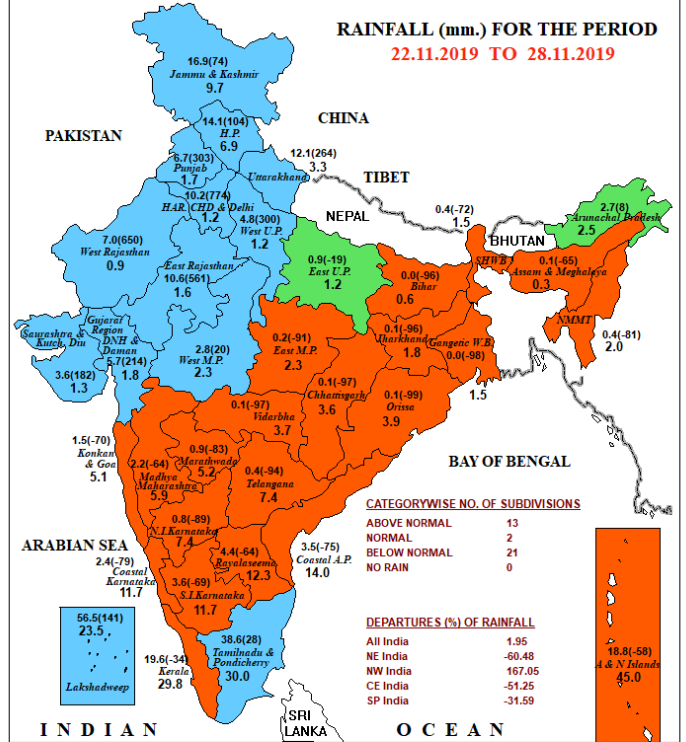 RAINFALL (mm.) FOR THE PERIOD
22.11.2019 TO 28.11.2019
16.9(74)
Jammu & Kashmir
9.7
CHINA
PAKISTAN
14.1(104)
H.P.
6.9
12.1(264)
3.3
6.7(303)
Punjab
1.7
Uttarakhand
TIBET
10.2(774)
HAR. CHD & Delhi
1.2
4.8(300)
West U.P.
1.2
NEPAL
0.4(-72)
1.5
2.7(8)
Arunachal Pradesh
2.5
BHUTAN
7.0(650)
West Rajasthan
0.9
East Rajasthan
10.6(561)
1.6
0.9(-19)
East U.P.
1.2
0.0(-96)
Bihar
0.6
SHWB
0.1(-65)
Assam & Meghalaya
0.3
NMMT
0.4(-81)
2.0
Saurashtra &
Kutch, Diu
3.6(182)
1.3
Gujarat
Region
DNH &
Daman
5.7(214)
1.8
2.8(20)
West M.P.
2.3
0.2(-91)
East M.P.
2.3
0.1(-96)
Jharkhand
1.8
Gangetic W.B.
0.0(-98)
1.5
0.1(-97)
Chhattisgarh
3.6
0.1(-99)
Orissa
3.9
0.1(-97)
Vidarbha
3.7
1.5(-70)
Konkan
& Goa
5.1
2.2(-64)
Madhya
Maharashtra
5.9
0.9(-83)
Marathwada
5.2
0.4(-94)
Telangana
7.4
BAY OF BENGAL
0.8(-89)
N.I.Karnataka
7.4
ARABIAN SEA
2.4(-79)
Coastal
Karnataka
11.7
4.4(-64)
Rayalaseema
12.3
3.5(-75)
Coastal A.P.
14.0
3.6(-69)
S.I.Karnataka
11.7
CATEGORYWISE NO. OF SUBDIVISIONS
ABOVE NORMAL 13
NORMAL 2
BELOW NORMAL 21
NO RAIN 0
56.5(141)
23.5
Lakshadweep
19.6(-34)
Kerala
29.8
38.6(28)
Tamilnadu &
Pondicherry
30.0
DEPARTURES (%) OF RAINFALL
All India 1.95
NE India -60.48
NW India 167.05
CE India -51.25
SP India -31.59
18.8(-58)
A & N Islands
45.0
SRI
LANKA
INDIAN OCEAN